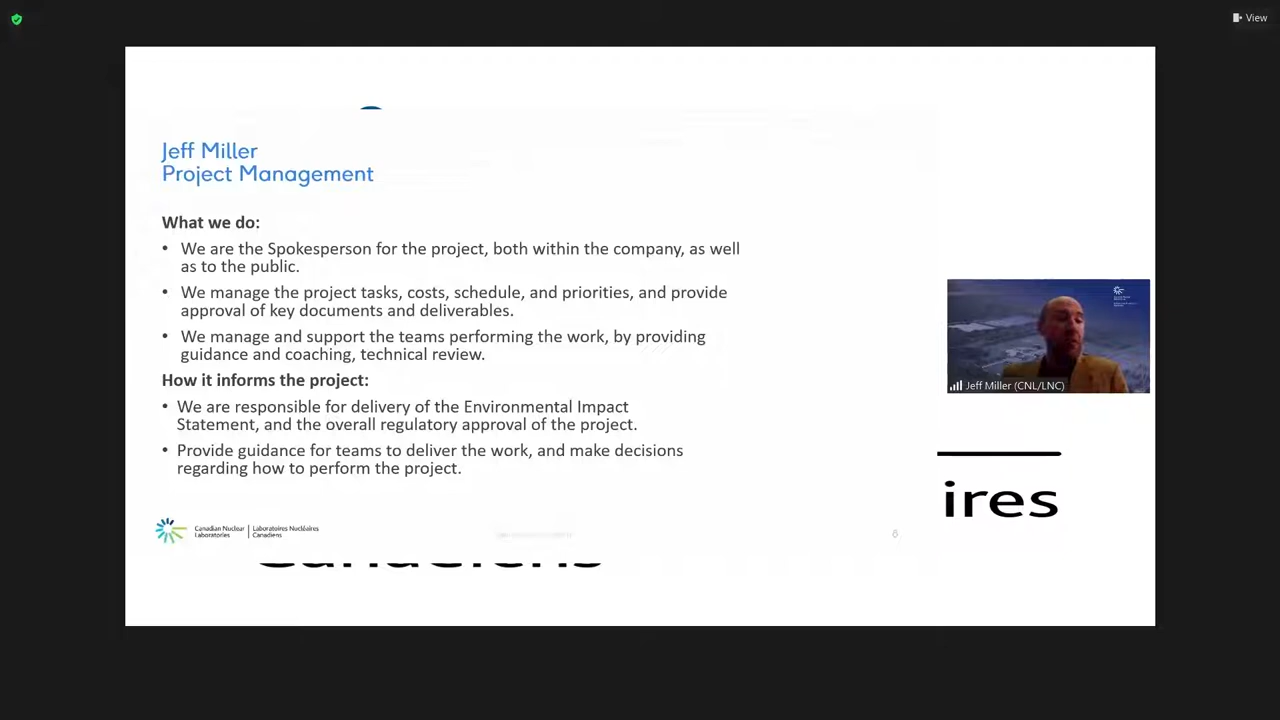 View
Jeff Miller
Project Management
What we do:
• We are the Spokesperson for the project, both within the company, as well
as to the public.
• We manage the project tasks, costs, schedule, and priorities, and provide
approval of key documents and deliverables.
• We manage and support the teams performing the work, by providing
guidance and coaching, technical review.
How it informs the project:
• We are responsible for delivery of the Environmental Impact
Statement, and the overall regulatory approval of the project.
• Provide guidance for teams to deliver the work, and make decisions
regarding how to perform the project.
Jeff Miller (CNL/LNC)
ires
Canadian Nuclear | Laboratoires Nucléaires
Laboratories | Canadiens